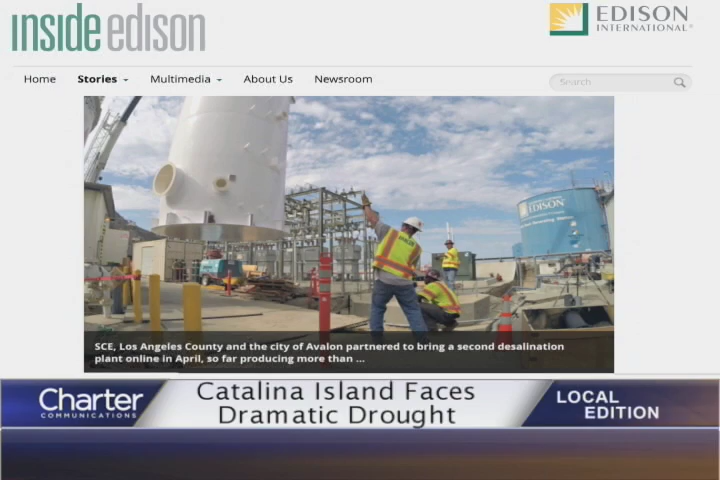 inside edison
EDISON
INTERNATIONAL®
Home Stories Multimedia About Us Newsroom
Search
EDISON
SCE, Los Angeles County and the city of Avalon partnered to bring a second desalination
plant online in April, so far producing more than ...
Charter
COMMUNICATIONS
Catalina Island Faces
Dramatic Drought
LOCAL
EDITION